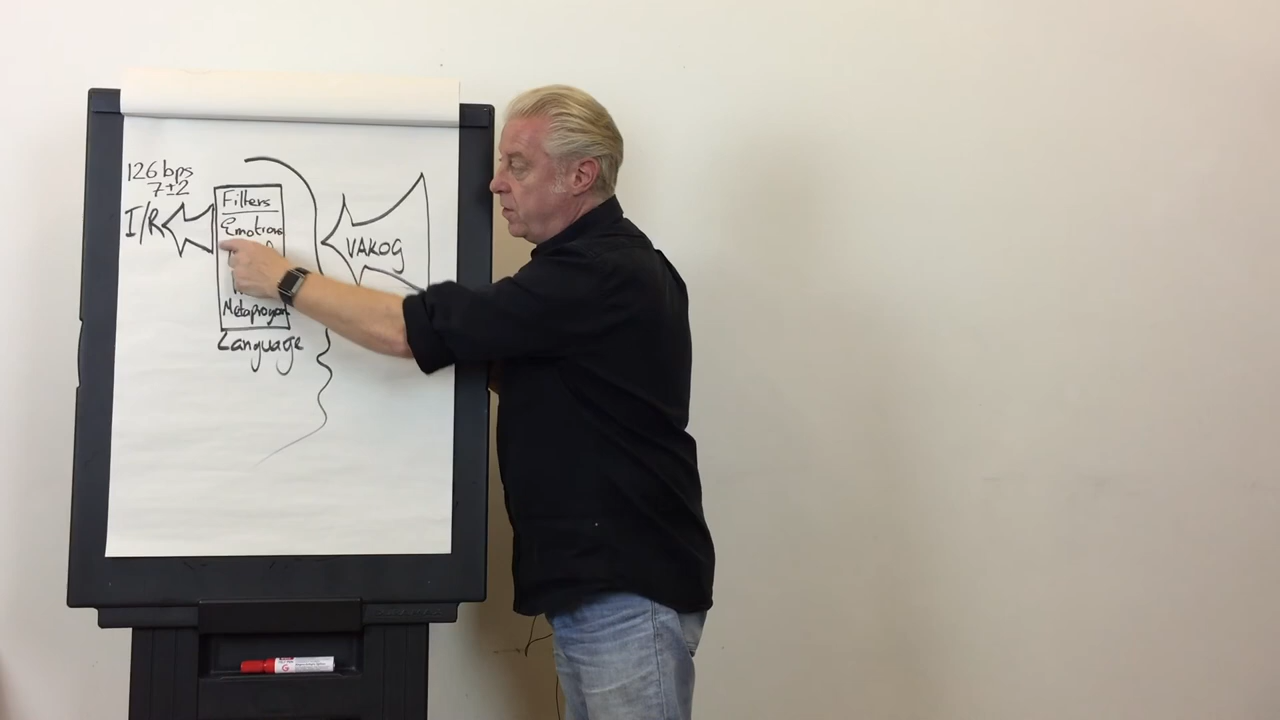 126 bps
7±2
I/R
Filters
Emotions
Metaprogram
Language
VAKOG